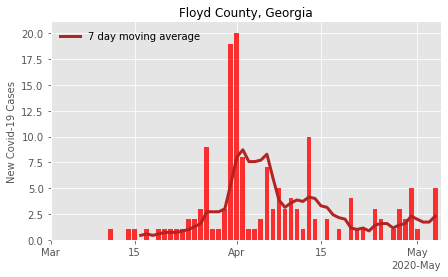 Floyd County, Georgia
7 day moving average
New Covid-19 Cases
20.0
17.5
15.0
12.5
10.0
7.5
5.0
2.5
0.0
Mar
15
Apr
15
May
2020-May